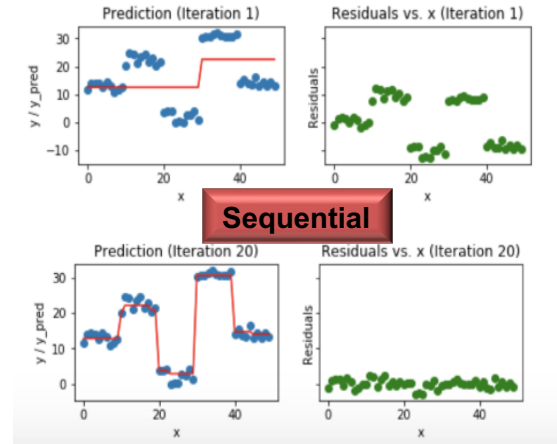 Prediction (Iteration 1)
30
20
10
0
−10
y / y_pred
0
20
40
x
Residuals vs. x (Iteration 1)
Residuals
x
0
20
40
Sequential
Prediction (Iteration 20)
30
20
10
0
y / y_pred
0
20
40
x
Residuals vs. x (Iteration 20)
Residuals
0
20
40
x